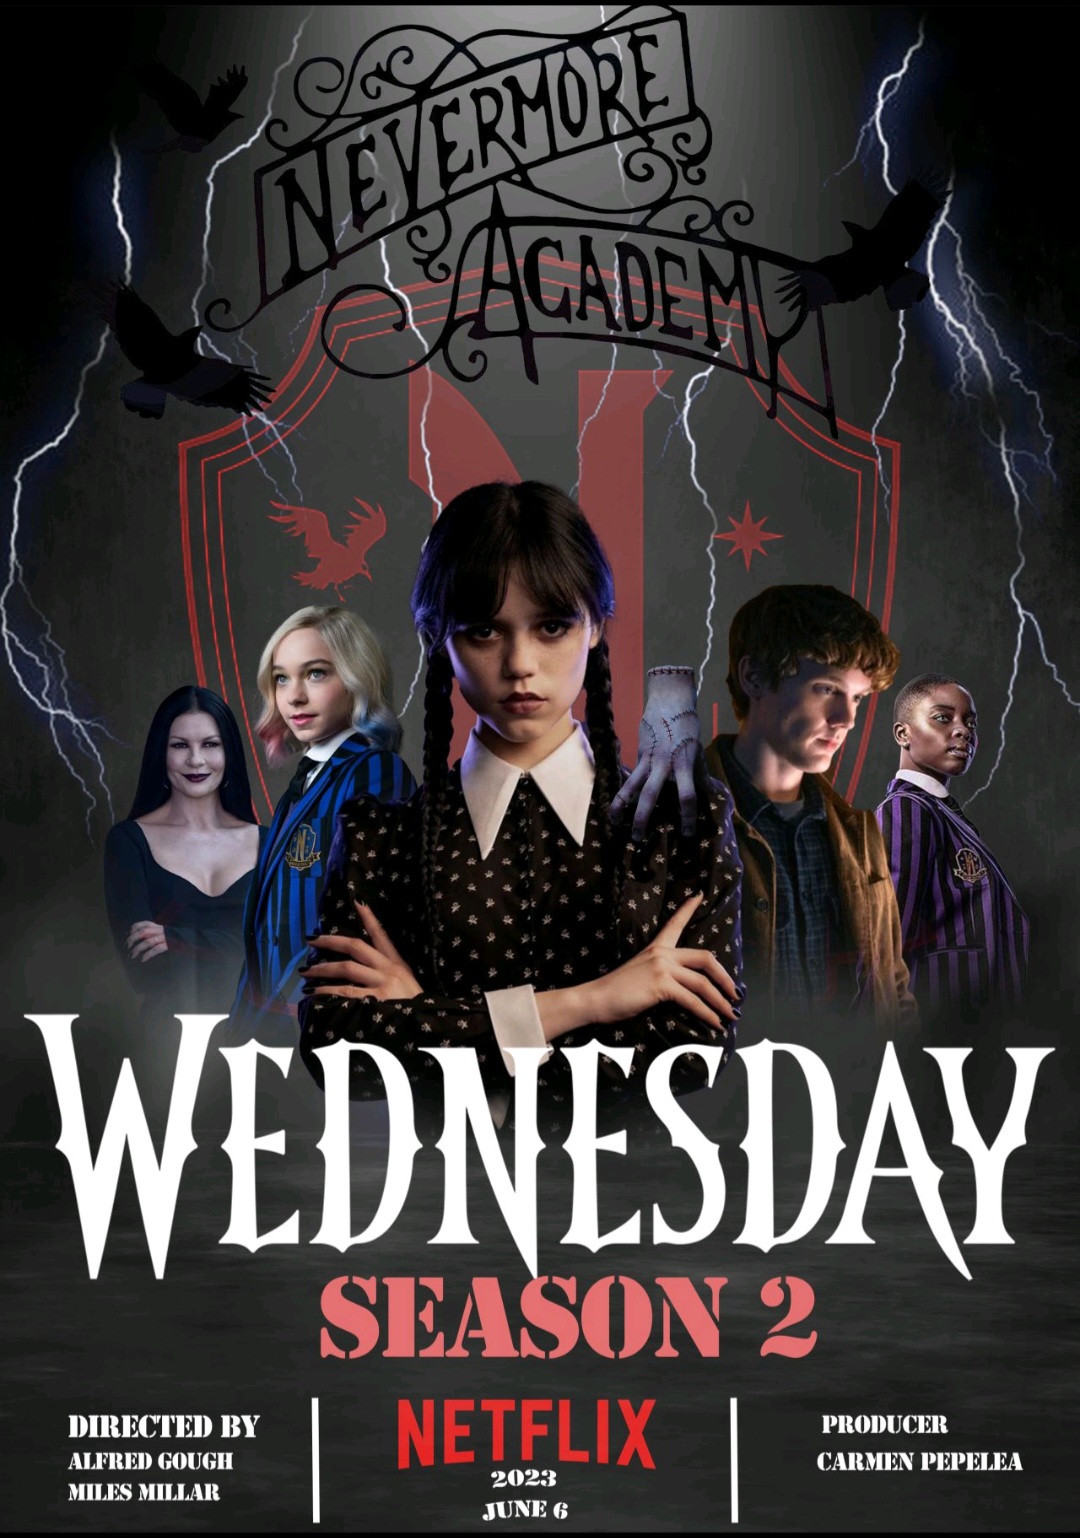 NEVERMORE
ACADEMY
N
N
N
WEDNESDAY
SEASON 2
DIRECTED BY
ALFRED GOUGH
MILES MILLAR
NETFLIX
2023
JUNE 6
PRODUCER
CARMEN PEPELEA